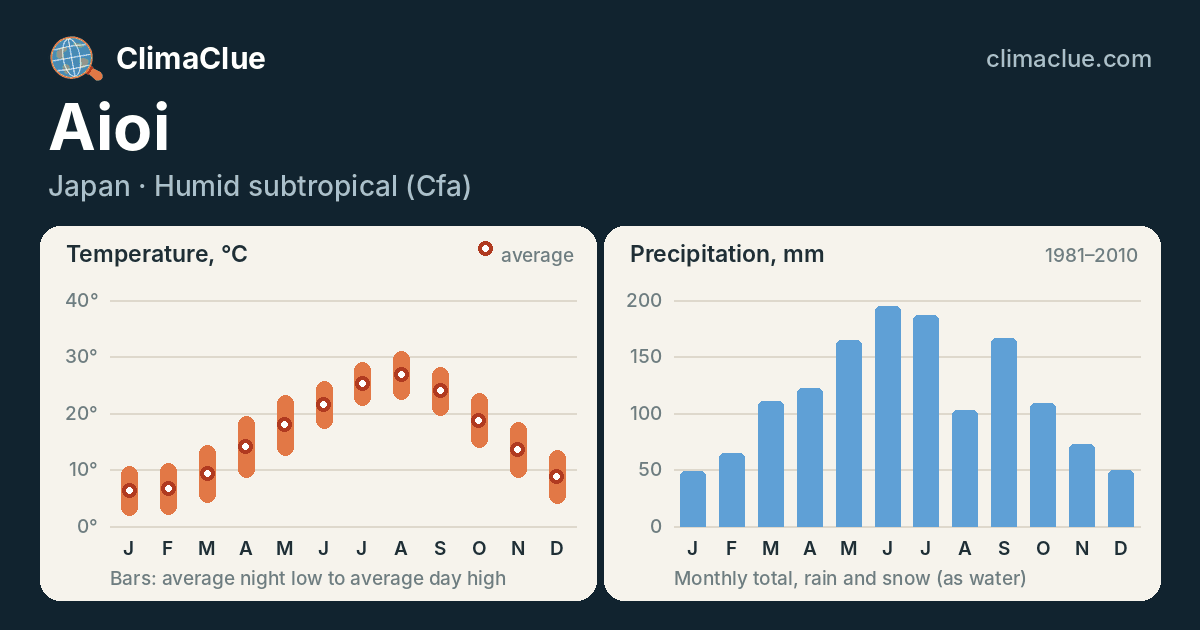 ClimaClue
climaclue.com
Aioi
Japan · Humid subtropical (Cfa)
Temperature, °C
average
40°
30°
20°
10°
0°
J F M A M J J A S O N D
Bars: average night low to average day high
Precipitation, mm
1981–2010
200
150
100
50
0
J F M A M J J A S O N D
Monthly total, rain and snow (as water)